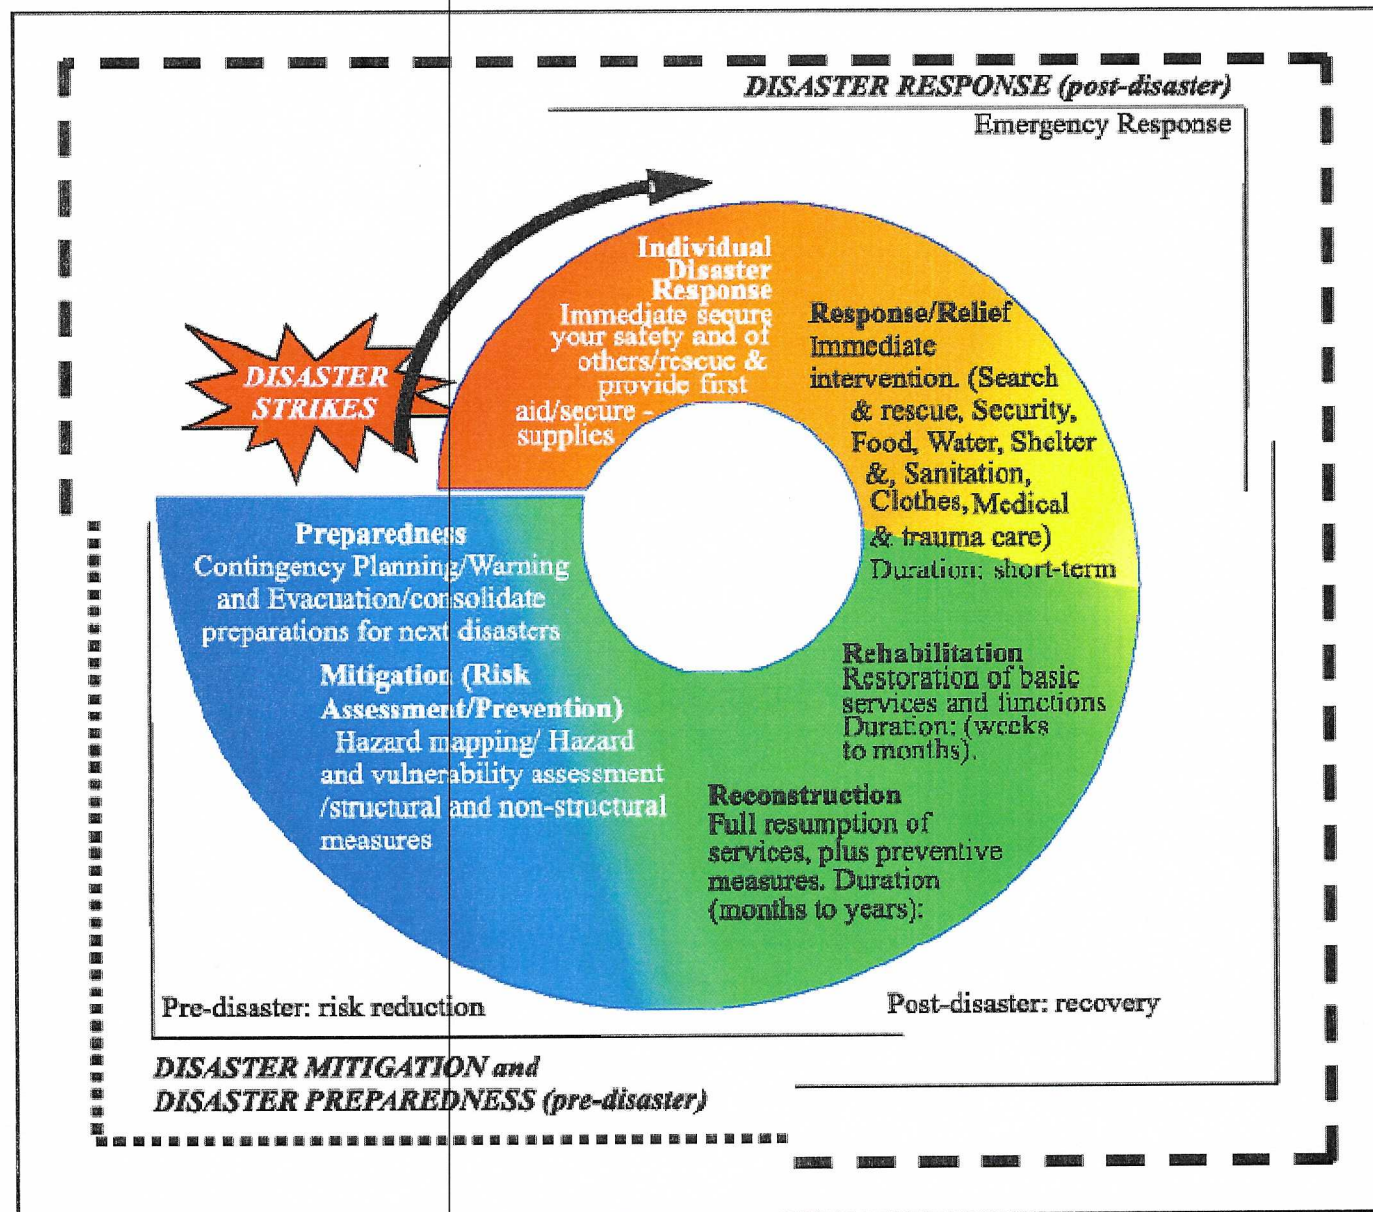 DISASTER RESPONSE (post-disaster)
Emergency Response
DISASTER
STRIKES
Individual
Disaster
Response
Immediate secure
your safety and of
others/rescue &
provide first
aid/secure -
supplies
Response/Relief
Immediate
intervention. (Search
& rescue, Security,
Food, Water, Shelter
&, Sanitation,
Clothes, Medical
& trauma care)
Duration: short-term
Rehabilitation
Restoration of basic
services and functions
Duration: (weeks
to months).
Reconstruction
Full resumption of
services, plus preventive
measures. Duration
(months to years):
Preparedness
Contingency Planning/Warning
and Evacuation/consolidate
preparations for next disasters
Mitigation (Risk
Assessment/Prevention)
Hazard mapping/ Hazard
and vulnerability assessment
/structural and non-structural
measures
Pre-disaster: risk reduction
Post-disaster: recovery
DISASTER MITIGATION and
DISASTER PREPAREDNESS (pre-disaster)